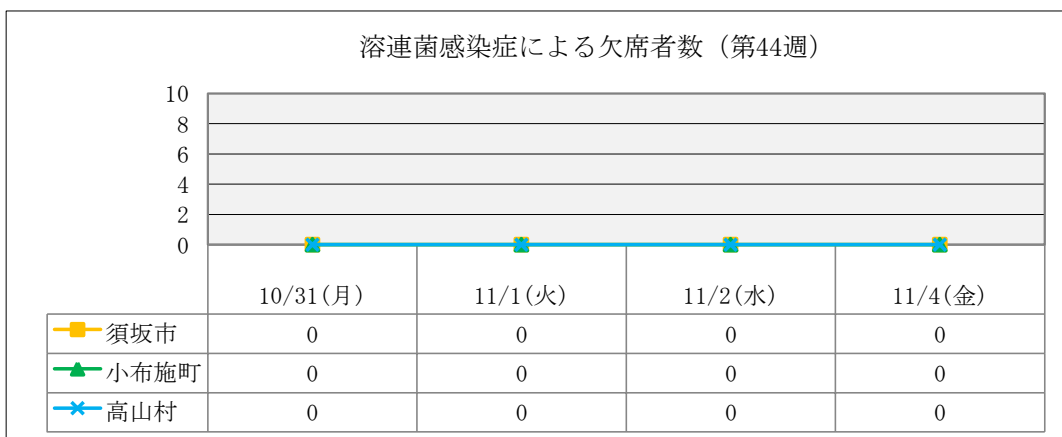 溶連菌感染症による欠席者数（第44週）
10
8
6
4
2
0
10/31(月) 11/1(火) 11/2(水) 11/4(金)
須坂市 0 0 0 0
小布施町 0 0 0 0
高山村 0 0 0 0